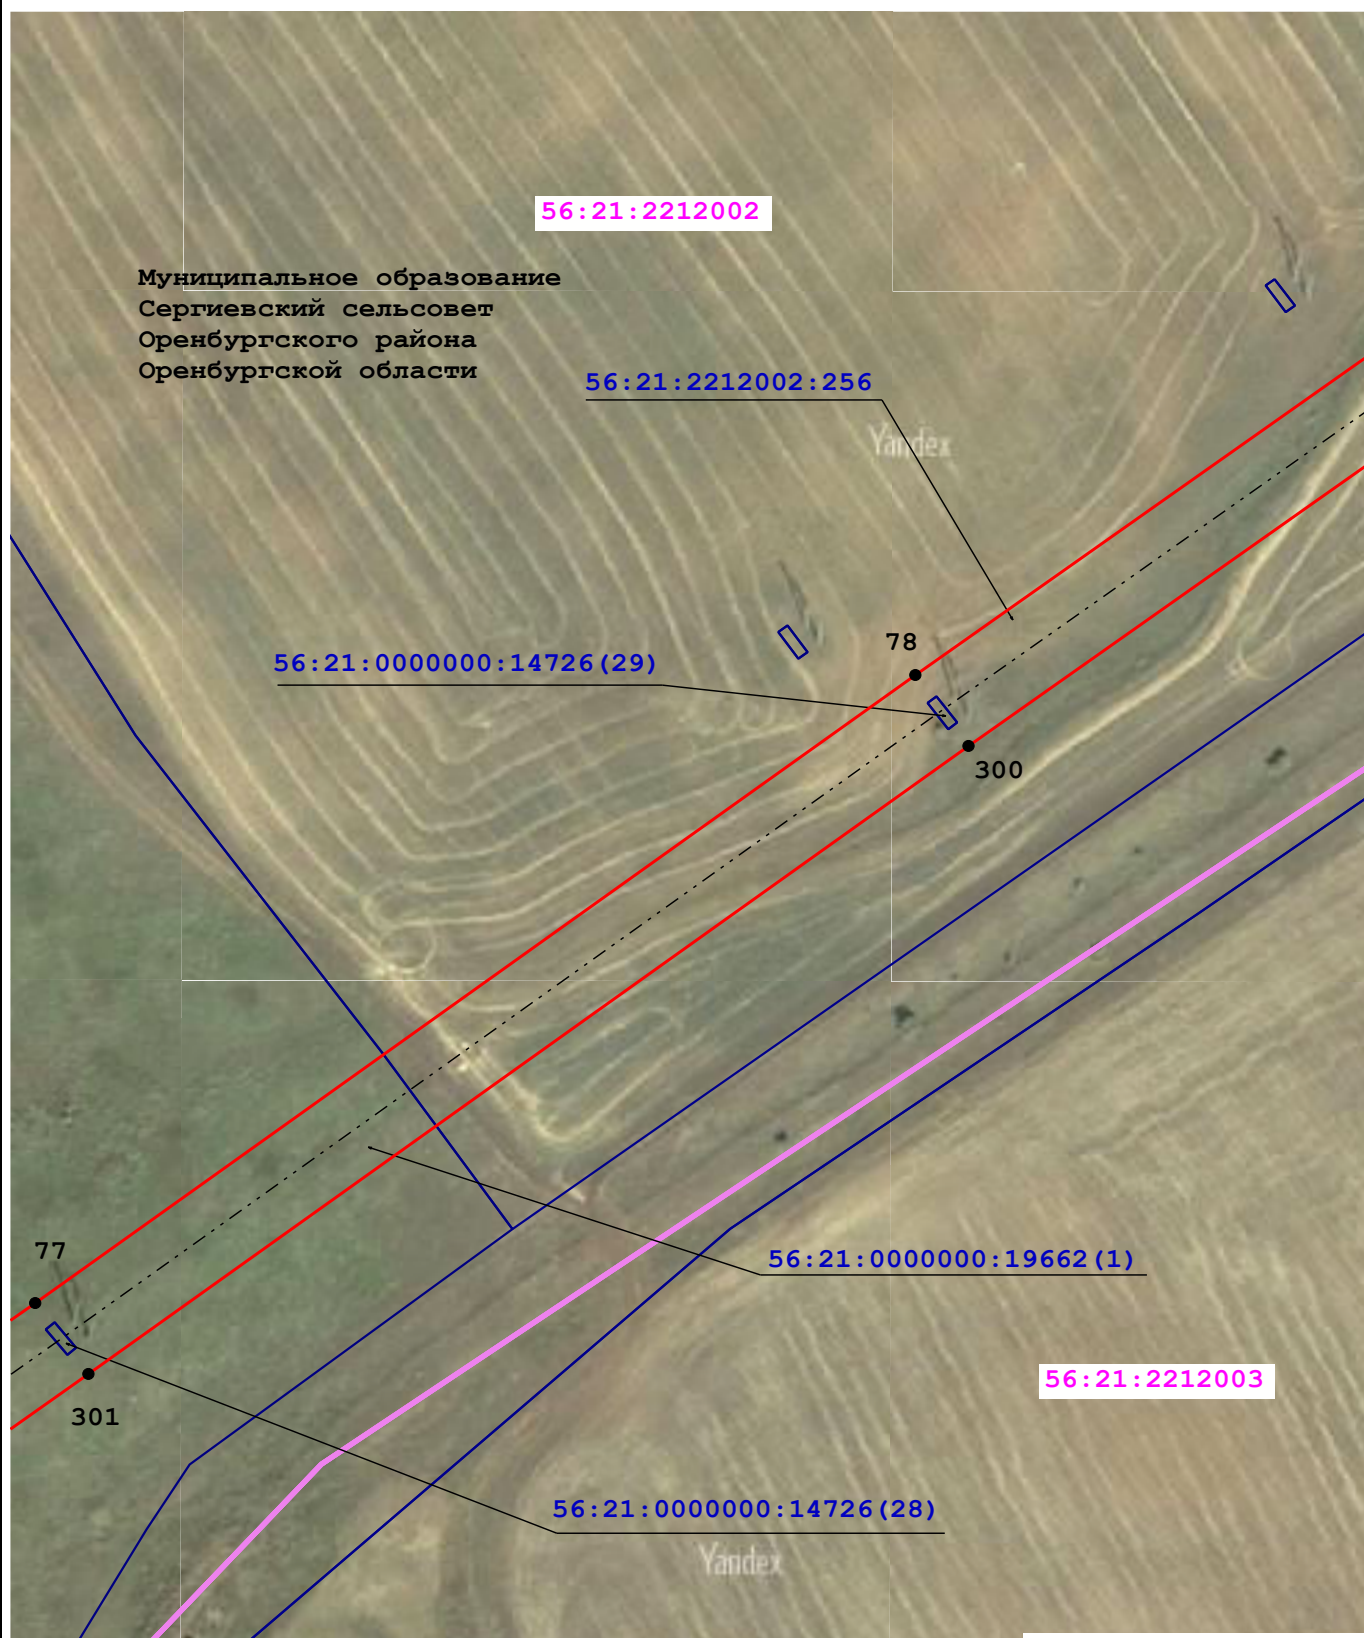 56:21:2212002
Муниципальное образование
Сергиевский сельсовет
Оренбургского района
Оренбургской области
56:21:2212002:256
Yandex
78
56:21:0000000:14726(29)
300
77
56:21:0000000:19662(1)
56:21:2212003
301
56:21:0000000:14726(28)
Yandex